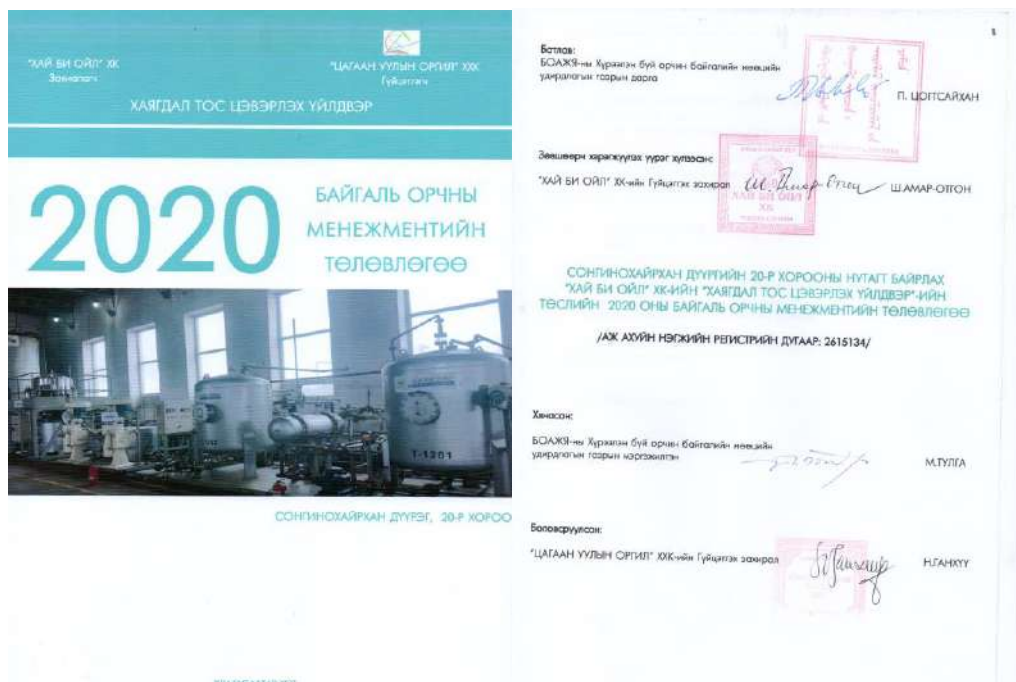 "ХАЙ БИ ОЙЛ" ХК
Захиалагч
"ЦАГААН УУЛЫН ОРГИЛ" ХХК
Гүйцэтгэгч
ХАЯГДАЛ ТОС ЦЭВЭРЛЭХ ҮЙЛДВЭР
2020
БАЙГАЛЬ ОРЧНЫ
МЕНЕЖМЕНТИЙН
ТӨЛӨВЛӨГӨӨ
T-1201
СОНГИНОХАЙРХАН ДҮҮРЭГ, 20-Р ХОРОО
Батлав:
БОАЖЯ-ны Хүрээлэн буй орчин байгалийн нөөцийн
удирдлагын газрын дарга
П. ЦОГТСАЙХАН
Зөвшөөрч хэрэгжүүлэх үүрэг хүлээсэн:
"ХАЙ БИ ОЙЛ" ХК-ийн Гүйцэтгэх захирал
Ш.АМАР-ОТГОН
ХАЙ БИ ОЙЛ
ХК
СОНГИНОХАЙРХАН ДҮҮРГИЙН 20-Р ХОРООНЫ НУТАГТ БАЙРЛАХ
"ХАЙ БИ ОЙЛ" ХК-ИЙН "ХАЯГДАЛ ТОС ЦЭВЭРЛЭХ ҮЙЛДВЭР"-ИЙН
ТӨСЛИЙН 2020 ОНЫ БАЙГАЛЬ ОРЧНЫ МЕНЕЖМЕНТИЙН ТӨЛӨВЛӨГӨӨ
/АЖ АХУЙН НЭГЖИЙН РЕГИСТРИЙН ДУГААР: 2615134/
Хянасан:
БОАЖЯ-ны Хүрээлэн буй орчин байгалийн нөөцийн
удирдлагын газрын мэргэжилтэн
М.ТУЛГА
Боловсруулсан:
"ЦАГААН УУЛЫН ОРГИЛ" ХХК-ийн Гүйцэтгэх захирал
Н.ГАНХҮҮ